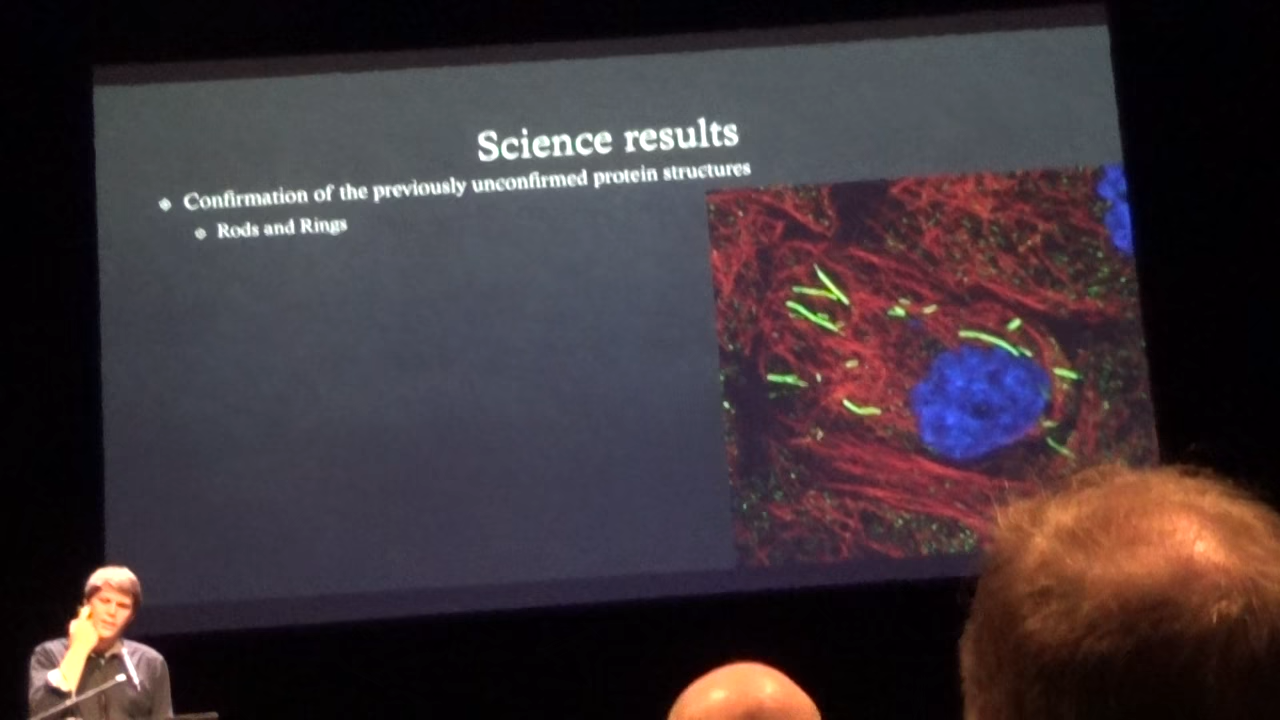 Science results
Confirmation of the previously unconfirmed protein structures
Rods and Rings